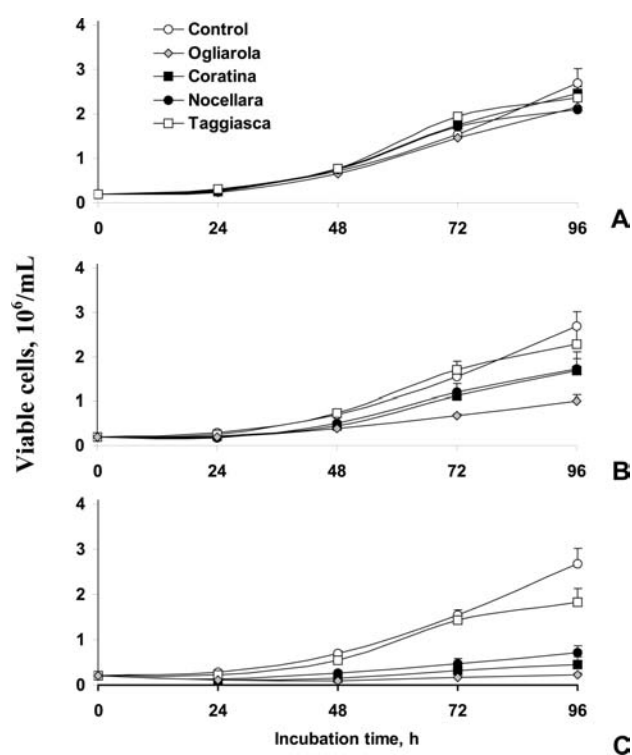 Control
Ogliarola
Coratina
Nocellara
Taggiasca
4
3
2
1
0
0 24 48 72 96
A
4
3
2
1
0
0 24 48 72 96
B
Viable cells, 10⁶/mL
4
3
2
1
0
0 24 48 72 96
Incubation time, h
C